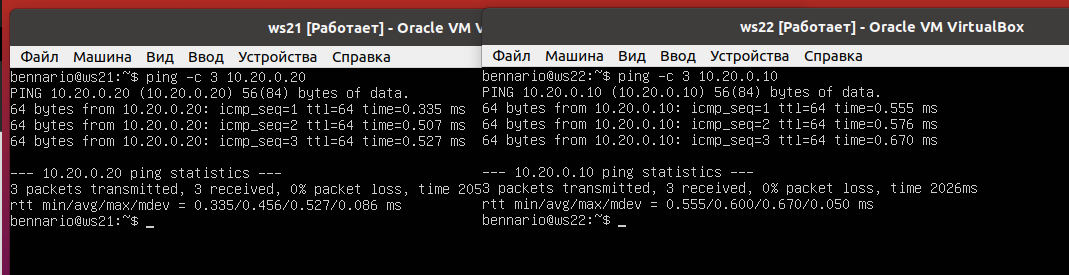 ws21 [Работает] - Oracle VM V
Файл Машина Вид Ввод Устройства Справка
bennario@ws21:~$ ping -c 3 10.20.0.20
PING 10.20.0.20 (10.20.0.20) 56(84) bytes of data.
64 bytes from 10.20.0.20: icmp_seq=1 ttl=64 time=0.335 ms
64 bytes from 10.20.0.20: icmp_seq=2 ttl=64 time=0.507 ms
64 bytes from 10.20.0.20: icmp_seq=3 ttl=64 time=0.527 ms
--- 10.20.0.20 ping statistics ---
3 packets transmitted, 3 received, 0% packet loss, time 205
rtt min/avg/max/mdev = 0.335/0.456/0.527/0.086 ms
bennario@ws21:~$ _
ws22 [Работает] - Oracle VM VirtualBox
Файл Машина Вид Ввод Устройства Справка
bennario@ws22:~$ ping -c 3 10.20.0.10
PING 10.20.0.10 (10.20.0.10) 56(84) bytes of data.
64 bytes from 10.20.0.10: icmp_seq=1 ttl=64 time=0.555 ms
64 bytes from 10.20.0.10: icmp_seq=2 ttl=64 time=0.576 ms
64 bytes from 10.20.0.10: icmp_seq=3 ttl=64 time=0.670 ms
--- 10.20.0.10 ping statistics ---
3 packets transmitted, 3 received, 0% packet loss, time 2026ms
rtt min/avg/max/mdev = 0.555/0.600/0.670/0.050 ms
bennario@ws22:~$ _